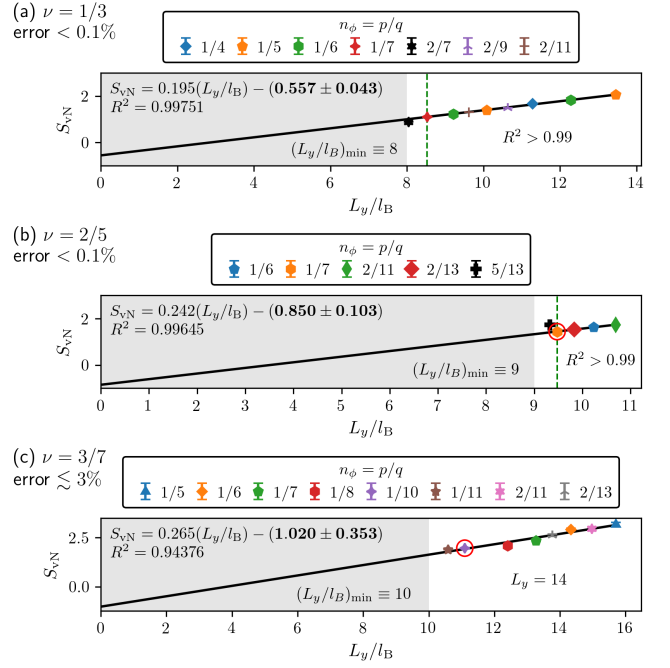 (a) ν = 1/3
error < 0.1%
n_ϕ = p/q
1/4 1/5 1/6 1/7 2/7 2/9 2/11
S_vN = 0.195(L_y/l_B) − (0.557 ± 0.043)
R² = 0.99751
(L_y/l_B)_min ≡ 8
R² > 0.99
S_vN
2
0
0 2 4 6 8 10 12 14
L_y/l_B
(b) ν = 2/5
error < 0.1%
n_ϕ = p/q
1/6 1/7 2/11 2/13 5/13
S_vN = 0.242(L_y/l_B) − (0.850 ± 0.103)
R² = 0.99645
(L_y/l_B)_min ≡ 9
R² > 0.99
S_vN
2
0
0 1 2 3 4 5 6 7 8 9 10 11
L_y/l_B
(c) ν = 3/7
error ≲ 3%
n_ϕ = p/q
1/5 1/6 1/7 1/8 1/10 1/11 2/11 2/13
S_vN = 0.265(L_y/l_B) − (1.020 ± 0.353)
R² = 0.94376
(L_y/l_B)_min ≡ 10
L_y = 14
S_vN
2.5
0.0
0 2 4 6 8 10 12 14 16
L_y/l_B